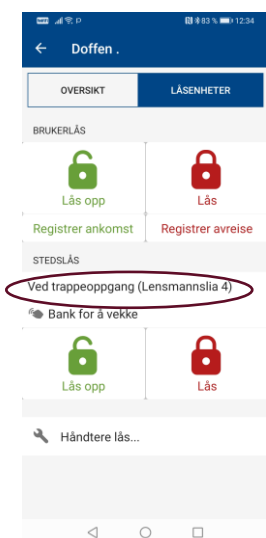 83 % 12:34
Doffen .
OVERSIKT LÅSENHETER
BRUKERLÅS
Lås opp Lås
Registrer ankomst Registrer avreise
STEDSLÅS
Ved trappeoppgang (Lensmannslia 4)
Bank for å vekke
Lås opp Lås
Håndtere lås...